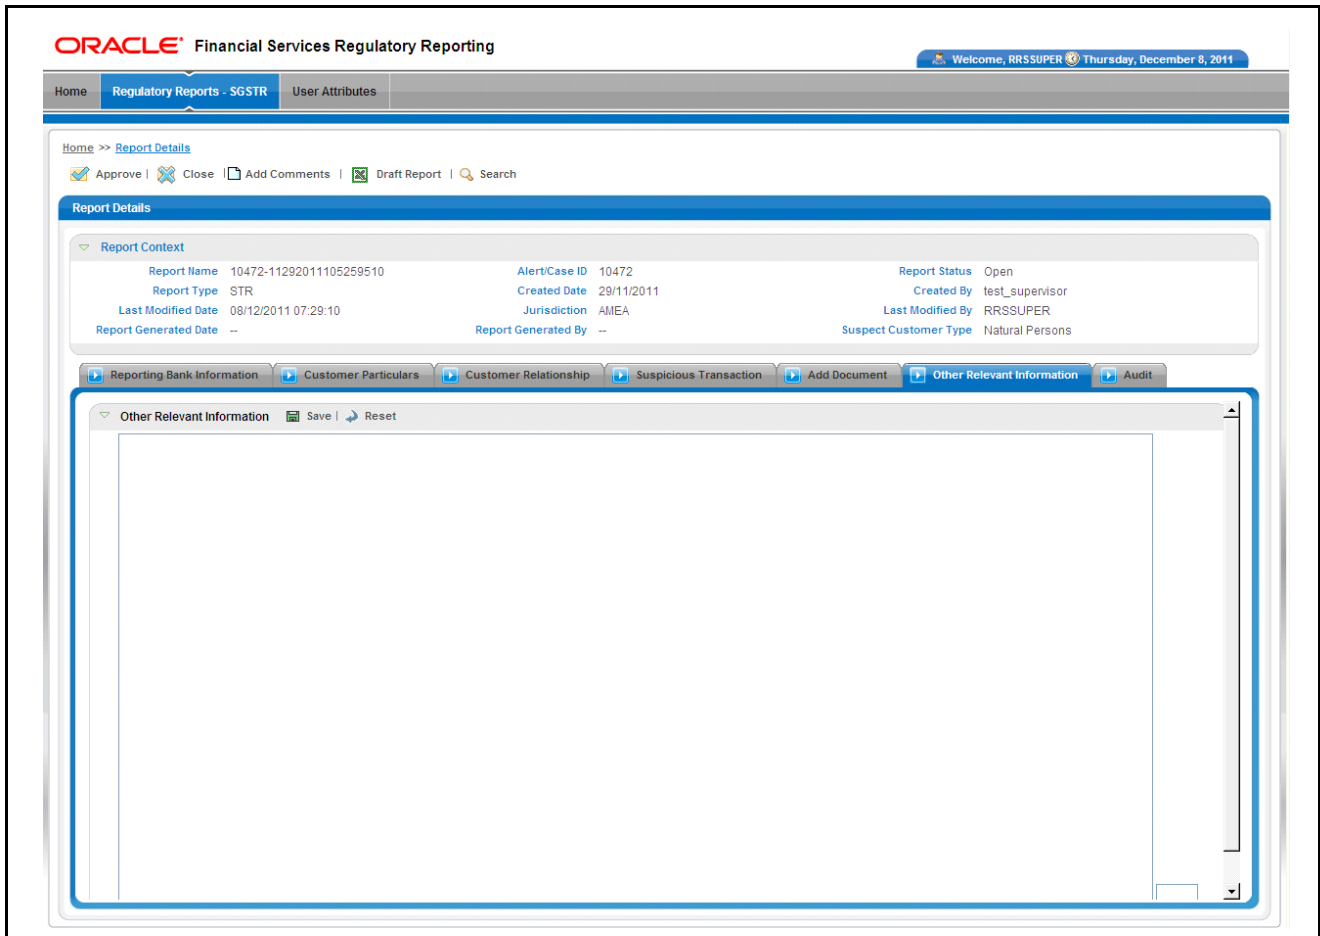 ORACLE Financial Services Regulatory Reporting
Welcome, RRSSUPER Thursday, December 8, 2011
Home Regulatory Reports - SGSTR User Attributes
Home >> Report Details
Approve | Close | Add Comments | Draft Report | Search
Report Details
Report Context
Report Name 10472-11292011105259510 Alert/Case ID 10472 Report Status Open
Report Type STR Created Date 29/11/2011 Created By test_supervisor
Last Modified Date 08/12/2011 07:29:10 Jurisdiction AMEA Last Modified By RRSSUPER
Report Generated Date -- Report Generated By -- Suspect Customer Type Natural Persons
Reporting Bank Information Customer Particulars Customer Relationship Suspicious Transaction Add Document Other Relevant Information Audit
Other Relevant Information Save | Reset